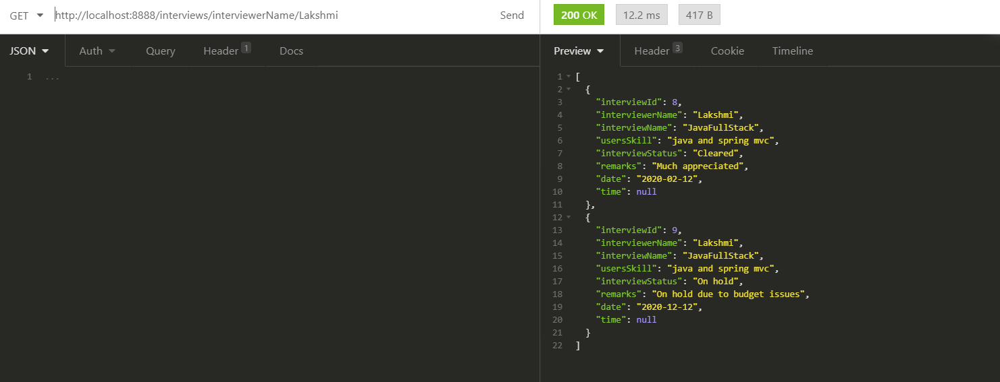 GET http://localhost:8888/interviews/interviewerName/Lakshmi Send 200 OK 12.2 ms 417 B
JSON Auth Query Header 1 Docs Preview Header 3 Cookie Timeline
1 ...
1 [
2 {
3 "interviewId": 8,
4 "interviewerName": "Lakshmi",
5 "interviewName": "JavaFullStack",
6 "usersSkill": "java and spring mvc",
7 "interviewStatus": "Cleared",
8 "remarks": "Much appreciated",
9 "date": "2020-02-12",
10 "time": null
11 },
12 {
13 "interviewId": 9,
14 "interviewerName": "Lakshmi",
15 "interviewName": "JavaFullStack",
16 "usersSkill": "java and spring mvc",
17 "interviewStatus": "On hold",
18 "remarks": "On hold due to budget issues",
19 "date": "2020-12-12",
20 "time": null
21 }
22 ]